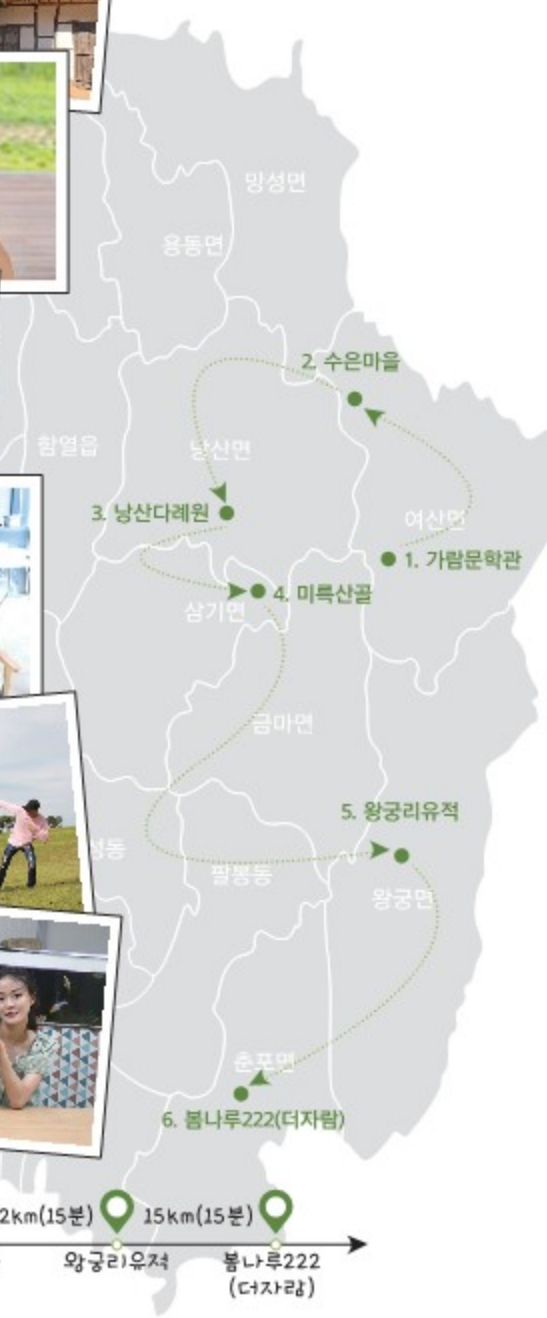 망성면
용동면
2. 수은마을
함열읍
낭산면
3. 낭산다례원
여산면
1. 가람문학관
4. 미륵산골
삼기면
금마면
5. 왕궁리유적
성동
팔봉동
왕궁면
춘포면
6. 봄나루222(더자람)
2km(15분) 15km(15분)
왕궁리유적 봄나루222
(더자람)